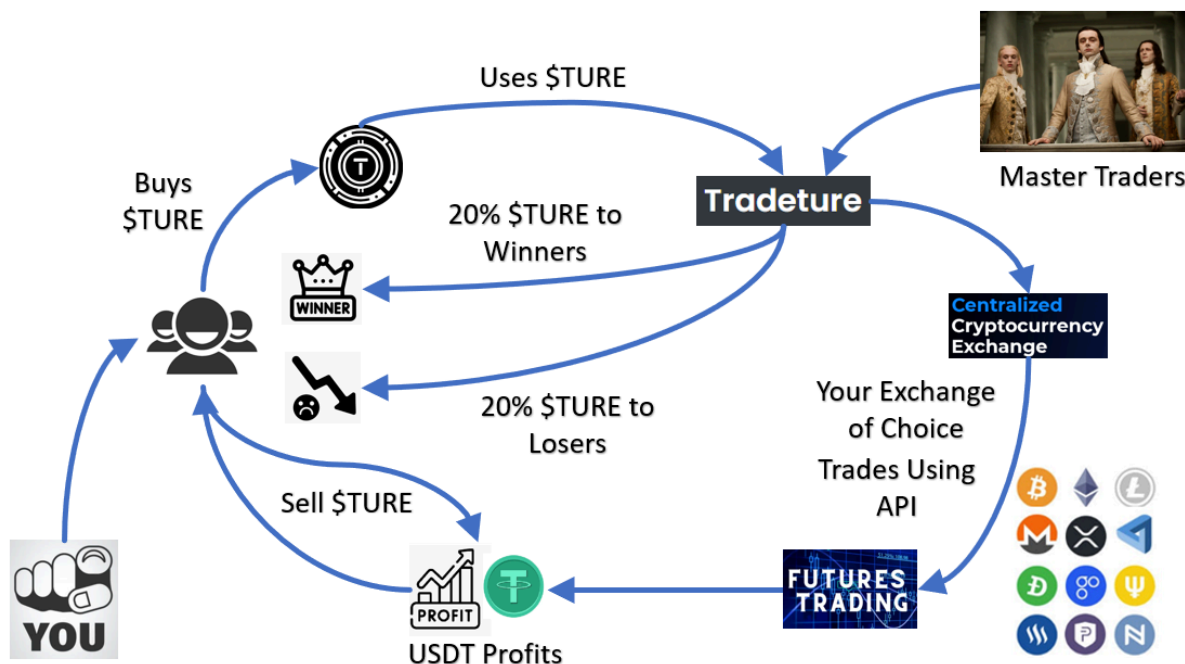 Uses $TURE
Master Traders
Buys
$TURE
T
Tradeture
20% $TURE to
Winners
WINNER
Centralized
Cryptocurrency
Exchange
20% $TURE to
Losers
Your Exchange
of Choice
Trades Using
API
Sell $TURE
YOU
PROFIT
FUTURES
TRADING
USDT Profits